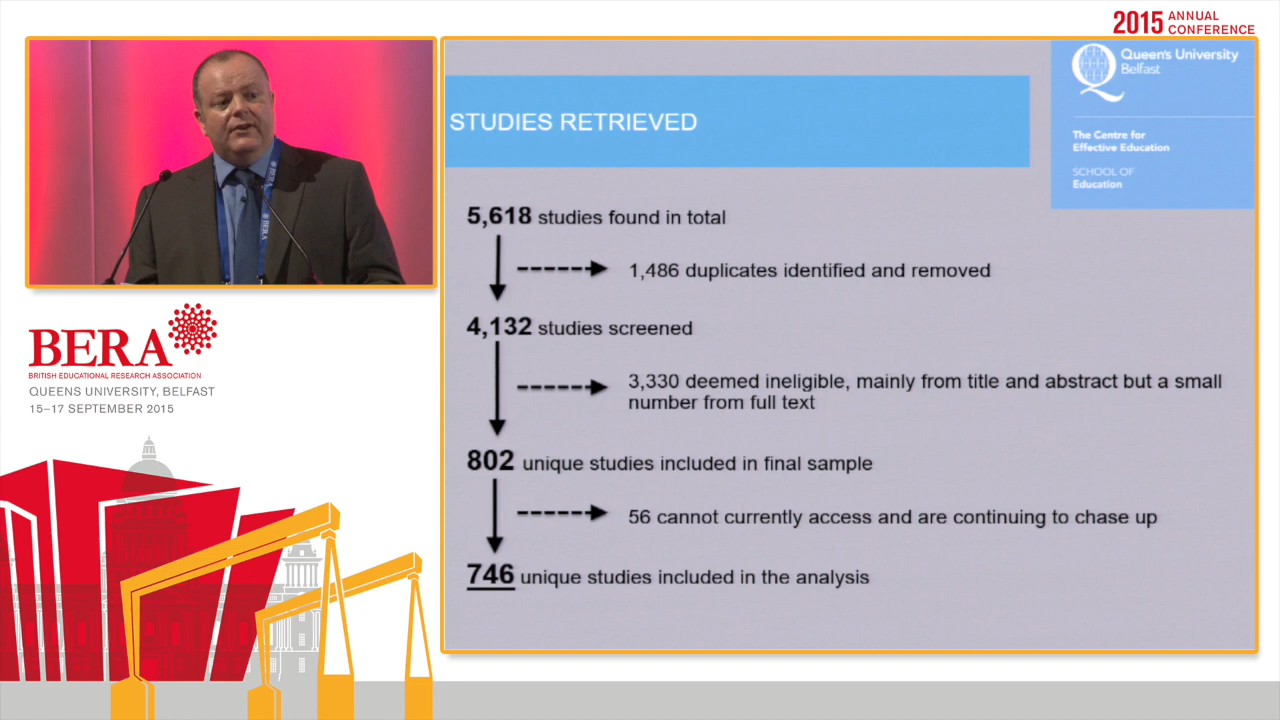 2015 ANNUAL
CONFERENCE
Queen's University
Belfast
The Centre for
Effective Education
SCHOOL OF
Education
STUDIES RETRIEVED
5,618 studies found in total
1,486 duplicates identified and removed
4,132 studies screened
3,330 deemed ineligible, mainly from title and abstract but a small
number from full text
802 unique studies included in final sample
56 cannot currently access and are continuing to chase up
746 unique studies included in the analysis
BERA
BERA
BRITISH EDUCATIONAL RESEARCH ASSOCIATION
QUEENS UNIVERSITY, BELFAST
15–17 SEPTEMBER 2015